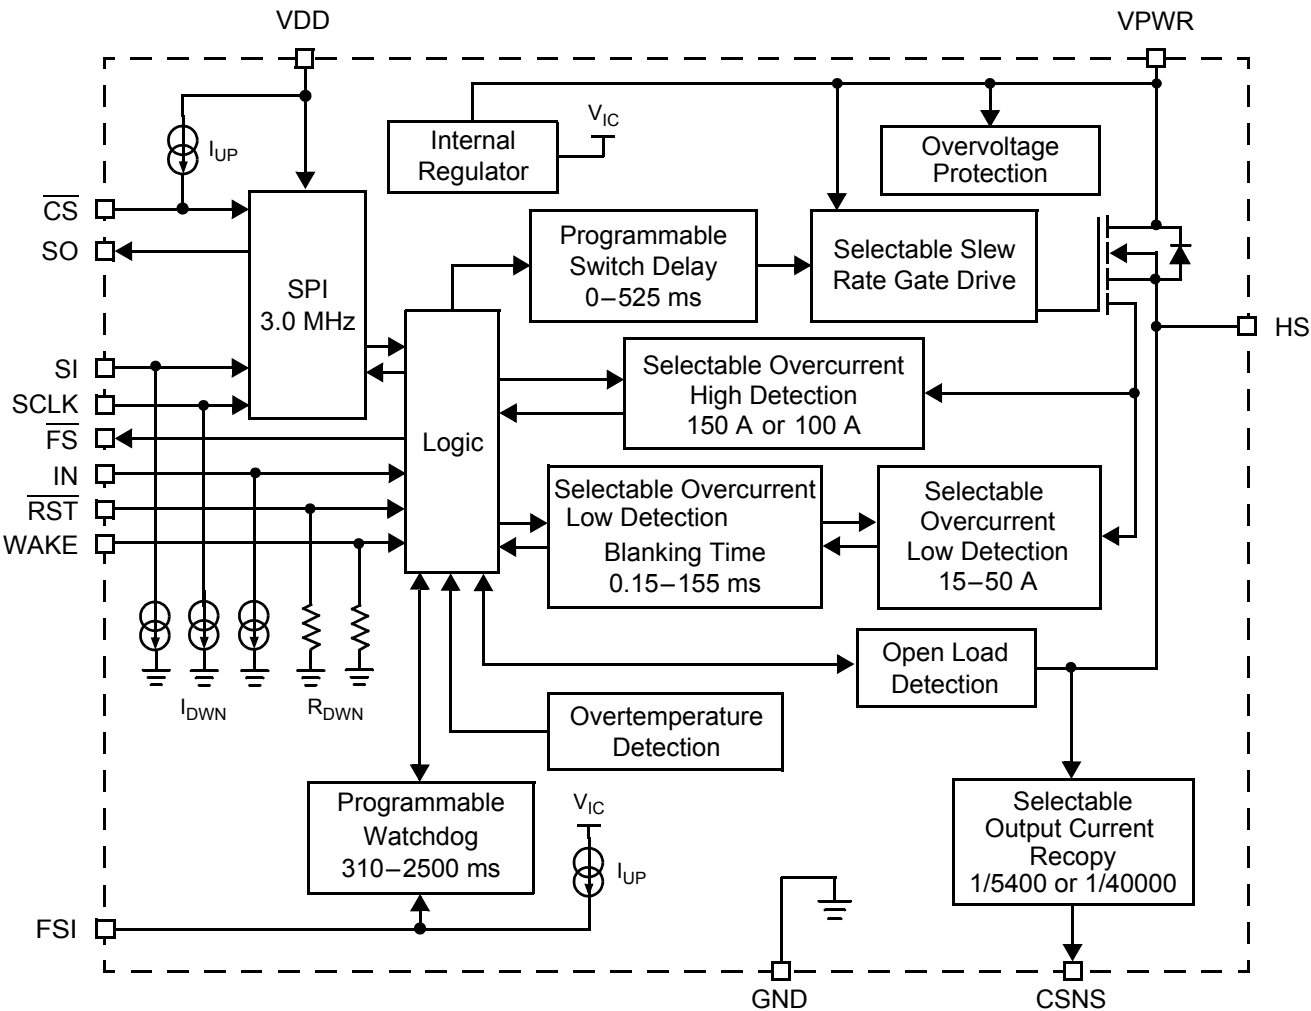 VDD
VPWR
V_IC
Internal
Regulator
Overvoltage
Protection
I_UP
CS
SO
SPI
3.0 MHz
Programmable
Switch Delay
0–525 ms
Selectable Slew
Rate Gate Drive
HS
SI
SCLK
FS
IN
RST
WAKE
Logic
Selectable Overcurrent
High Detection
150 A or 100 A
Selectable Overcurrent
Low Detection
Blanking Time
0.15–155 ms
Selectable
Overcurrent
Low Detection
15–50 A
Open Load
Detection
I_DWN
R_DWN
Overtemperature
Detection
Programmable
Watchdog
310–2500 ms
V_IC
I_UP
Selectable
Output Current
Recopy
1/5400 or 1/40000
FSI
GND
CSNS